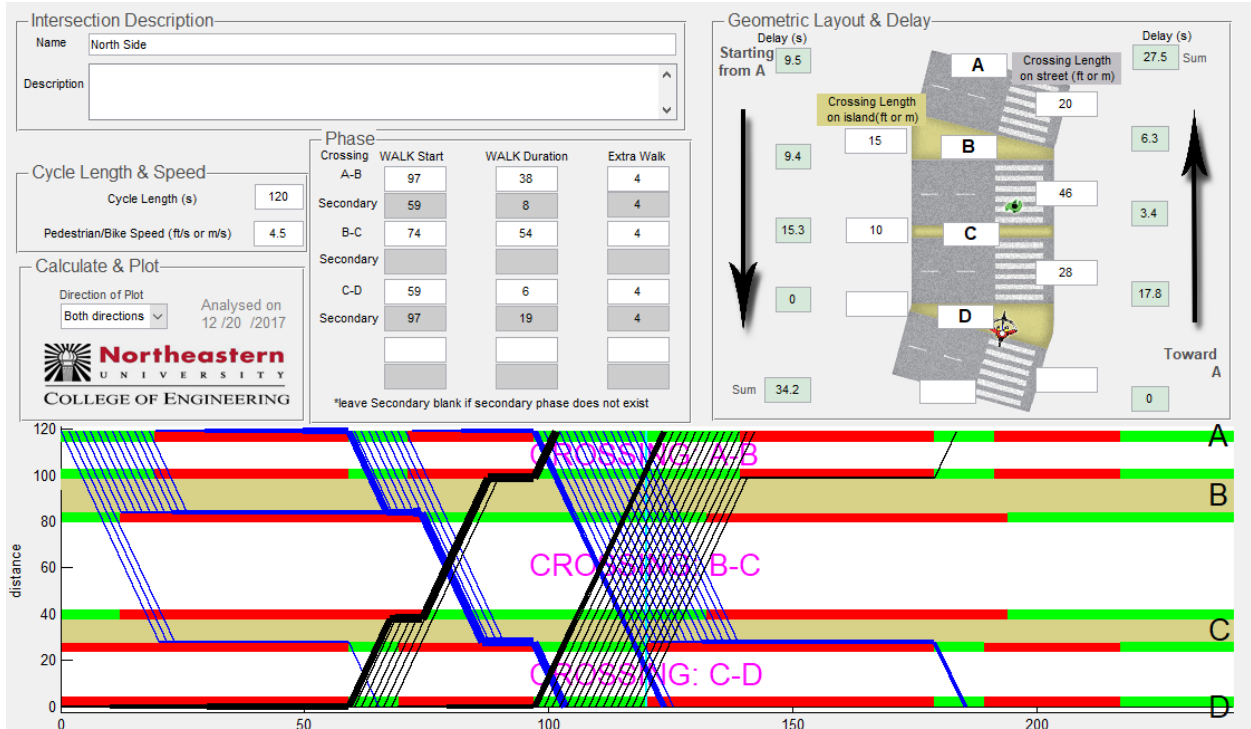 Intersection Description
Name North Side
Description
Cycle Length & Speed
Cycle Length (s) 120
Pedestrian/Bike Speed (ft/s or m/s) 4.5
Calculate & Plot
Direction of Plot
Both directions
Analysed on
12 /20 /2017
Northeastern
UNIVERSITY
COLLEGE OF ENGINEERING
Phase
Crossing WALK Start WALK Duration Extra Walk
A-B 97 38 4
Secondary 59 8 4
B-C 74 54 4
Secondary
C-D 59 6 4
Secondary 97 19 4
*leave Secondary blank if secondary phase does not exist
Geometric Layout & Delay
Delay (s)
Starting
from A
9.5
9.4
15.3
0
Sum 34.2
Crossing Length
on island(ft or m)
15
10
A
B
C
D
Crossing Length
on street (ft or m)
20
46
28
Delay (s)
27.5 Sum
6.3
3.4
17.8
Toward
A
0
distance
120
100
80
60
40
20
0
CROSSING: A-B
CROSSING: B-C
CROSSING: C-D
A
B
C
D
0 50 100 150 200